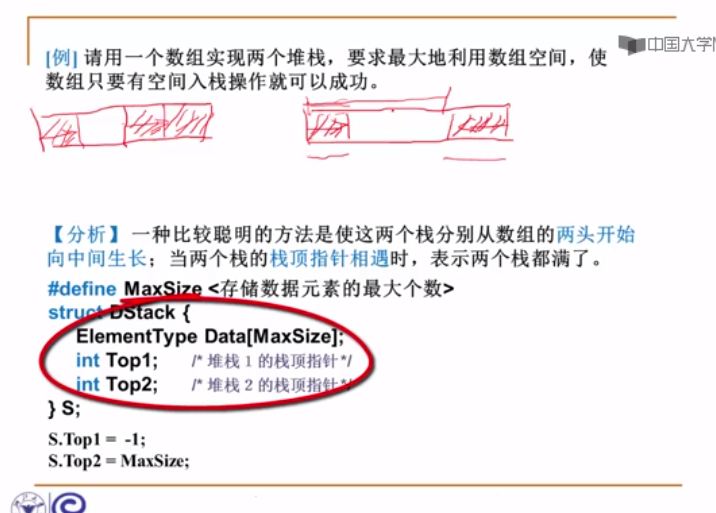 中国大学
[例] 请用一个数组实现两个堆栈，要求最大地利用数组空间，使
数组只要有空间入栈操作就可以成功。
【分析】 一种比较聪明的方法是使这两个栈分别从数组的两头开始
向中间生长；当两个栈的栈顶指针相遇时，表示两个栈都满了。
#define MaxSize <存储数据元素的最大个数>
struct DStack {
ElementType Data[MaxSize];
int Top1; /* 堆栈 1 的栈顶指针 */
int Top2; /* 堆栈 2 的栈顶指针 */
} S;
S.Top1 = -1;
S.Top2 = MaxSize;